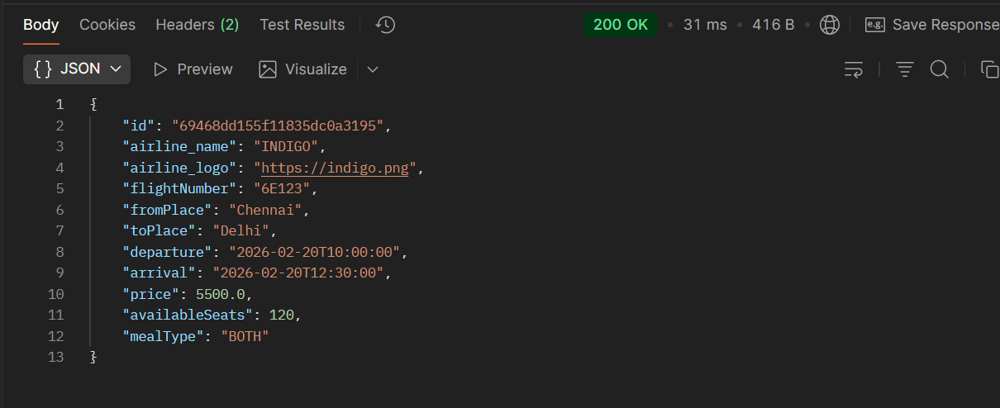 Body Cookies Headers (2) Test Results 200 OK • 31 ms • 416 B • e.g. Save Response
{} JSON Preview Visualize
1 {
2 "id": "69468dd155f11835dc0a3195",
3 "airline_name": "INDIGO",
4 "airline_logo": "https://indigo.png",
5 "flightNumber": "6E123",
6 "fromPlace": "Chennai",
7 "toPlace": "Delhi",
8 "departure": "2026-02-20T10:00:00",
9 "arrival": "2026-02-20T12:30:00",
10 "price": 5500.0,
11 "availableSeats": 120,
12 "mealType": "BOTH"
13 }